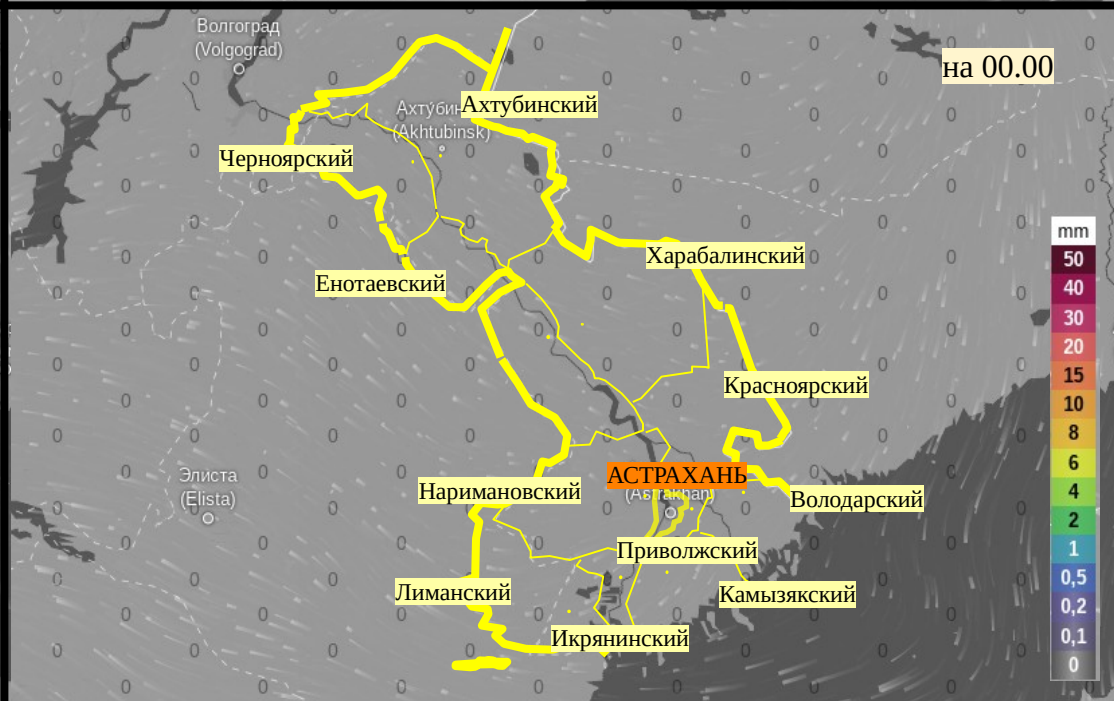 Волгоград
(Volgograd)
на 00.00
Ахтубинский
(Akhtubinsk)
Черноярский
mm
50
Харабалинский
40
Енотаевский
30
20
15
Красноярский
10
8
6
Элиста
АСТРАХАНЬ
(Elista)
Наримановский
(Astrakhan)
Володарский
4
2
Приволжский
1
0,5
Лиманский
Камызякский
0,2
Икрянинский
0,1
0